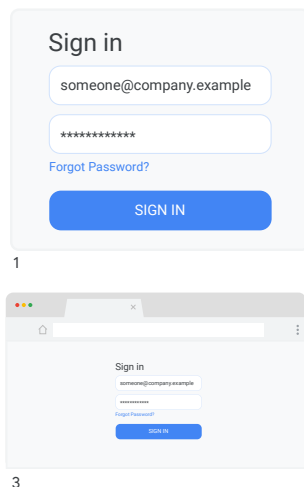 Sign in
someone@company.example
************
Forgot Password?
SIGN IN
1
Sign in
someone@company.example
************
Forgot Password?
SIGN IN
3